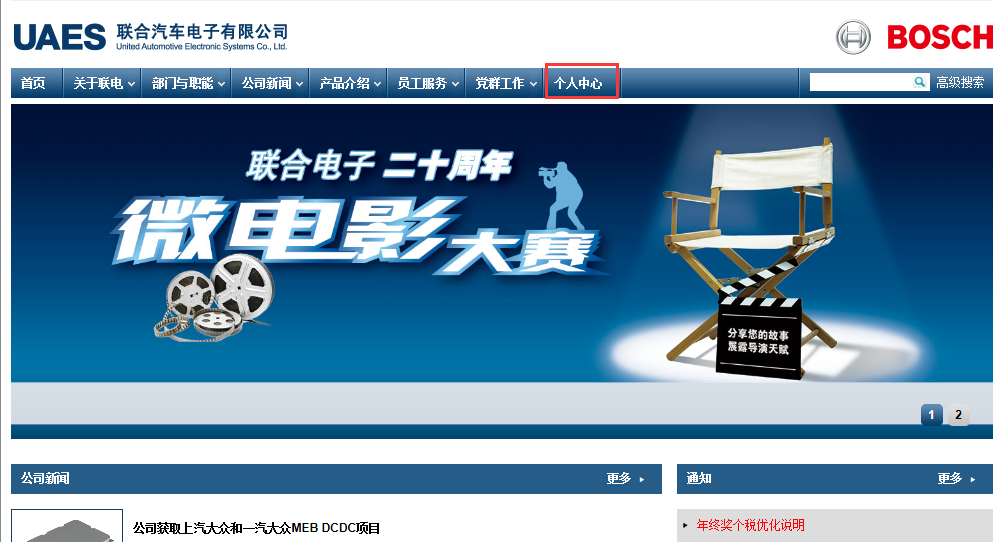 UAES 联合汽车电子有限公司
United Automotive Electronic Systems Co., Ltd.
BOSCH
首页 关于联电 部门与职能 公司新闻 产品介绍 员工服务 党群工作 个人中心 高级搜索
联合电子 二十周年
微电影大赛
分享您的故事
展露导演天赋
1 2
公司新闻 更多
通知 更多
公司获取上汽大众和一汽大众MEB DCDC项目
年终奖个税优化说明